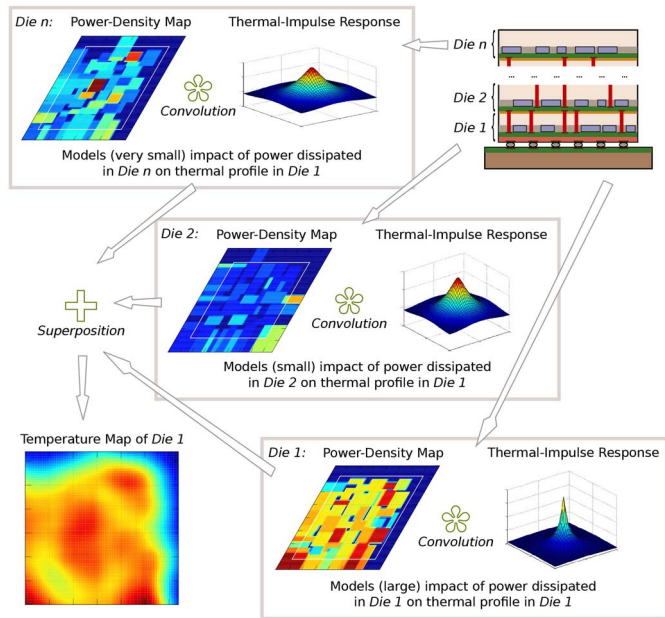 Die n: Power-Density Map
Thermal-Impulse Response
Convolution
Models (very small) impact of power dissipated
in Die n on thermal profile in Die 1
Die n
...
...
...
Die 2
Die 1
Die 2: Power-Density Map
Thermal-Impulse Response
Convolution
Models (small) impact of power dissipated
in Die 2 on thermal profile in Die 1
Superposition
Temperature Map of Die 1
Die 1: Power-Density Map
Thermal-Impulse Response
Convolution
Models (large) impact of power dissipated
in Die 1 on thermal profile in Die 1